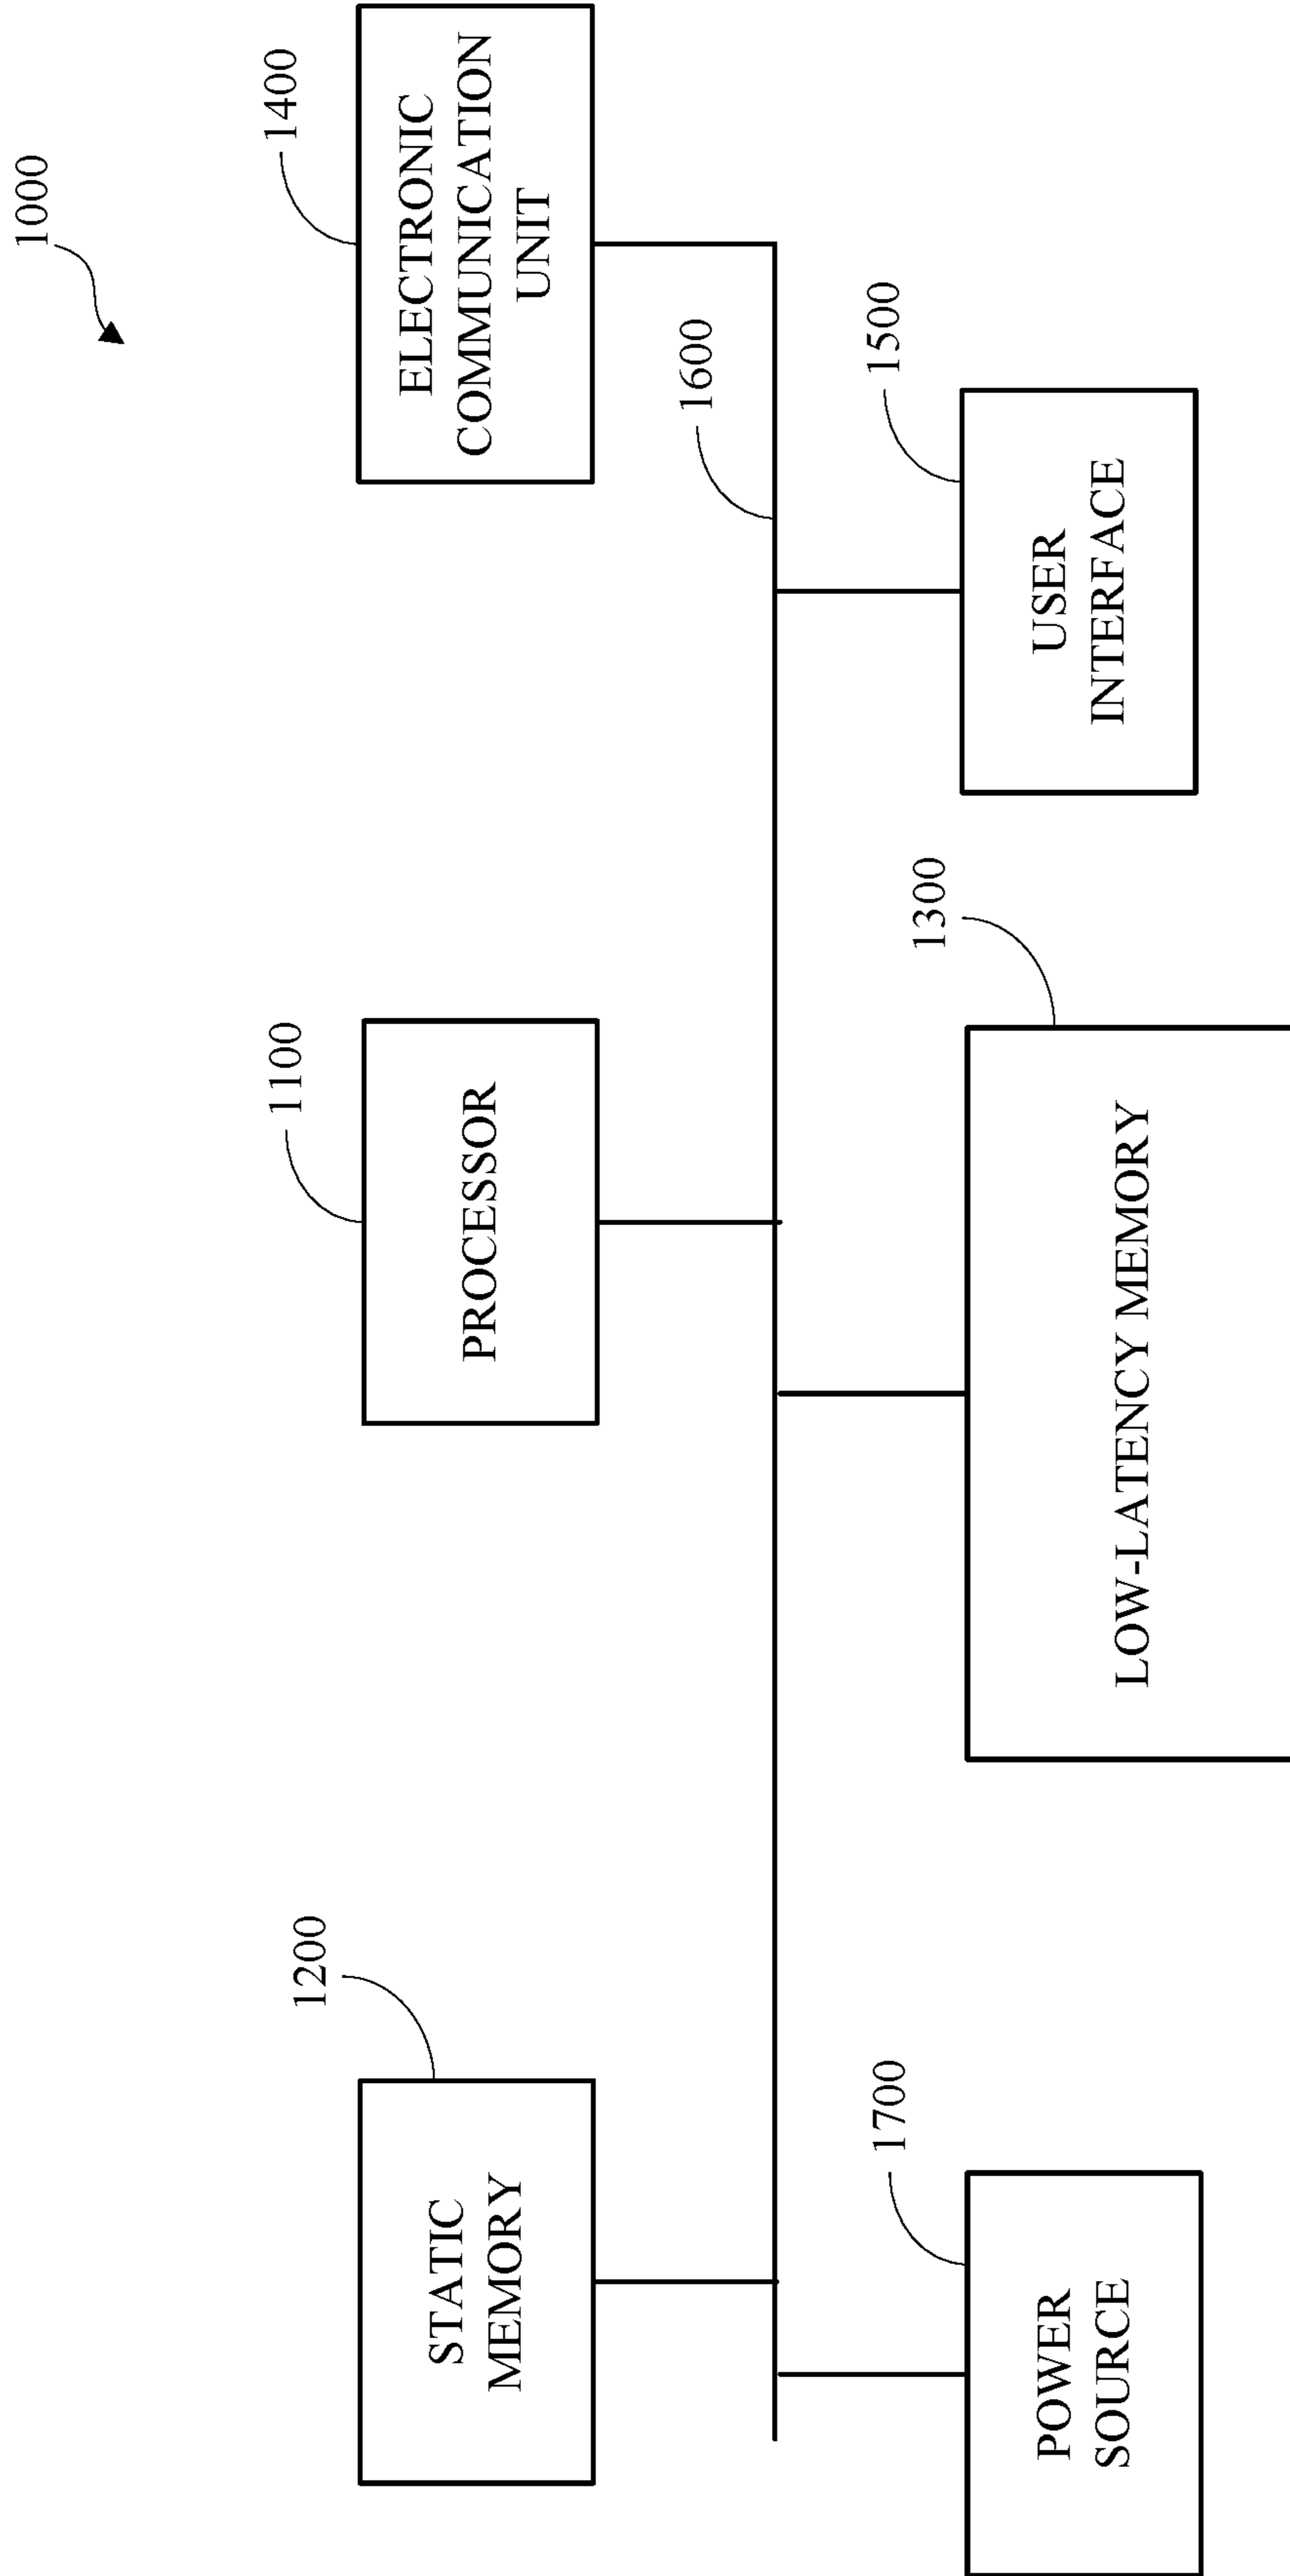 1000
1200
STATIC
MEMORY
1100
PROCESSOR
1400
ELECTRONIC
COMMUNICATION
UNIT
1600
1700
POWER
SOURCE
1300
LOW-LATENCY MEMORY
1500
USER
INTERFACE